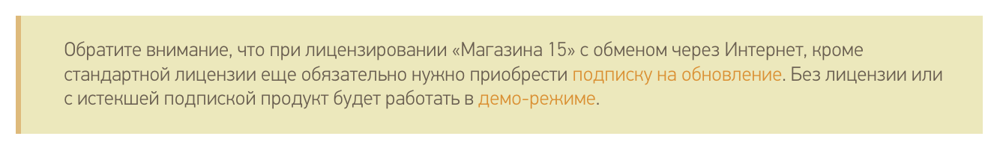 Обратите внимание, что при лицензировании «Магазина 15» с обменом через Интернет, кроме
стандартной лицензии еще обязательно нужно приобрести подписку на обновление. Без лицензии или
с истекшей подпиской продукт будет работать в демо-режиме.